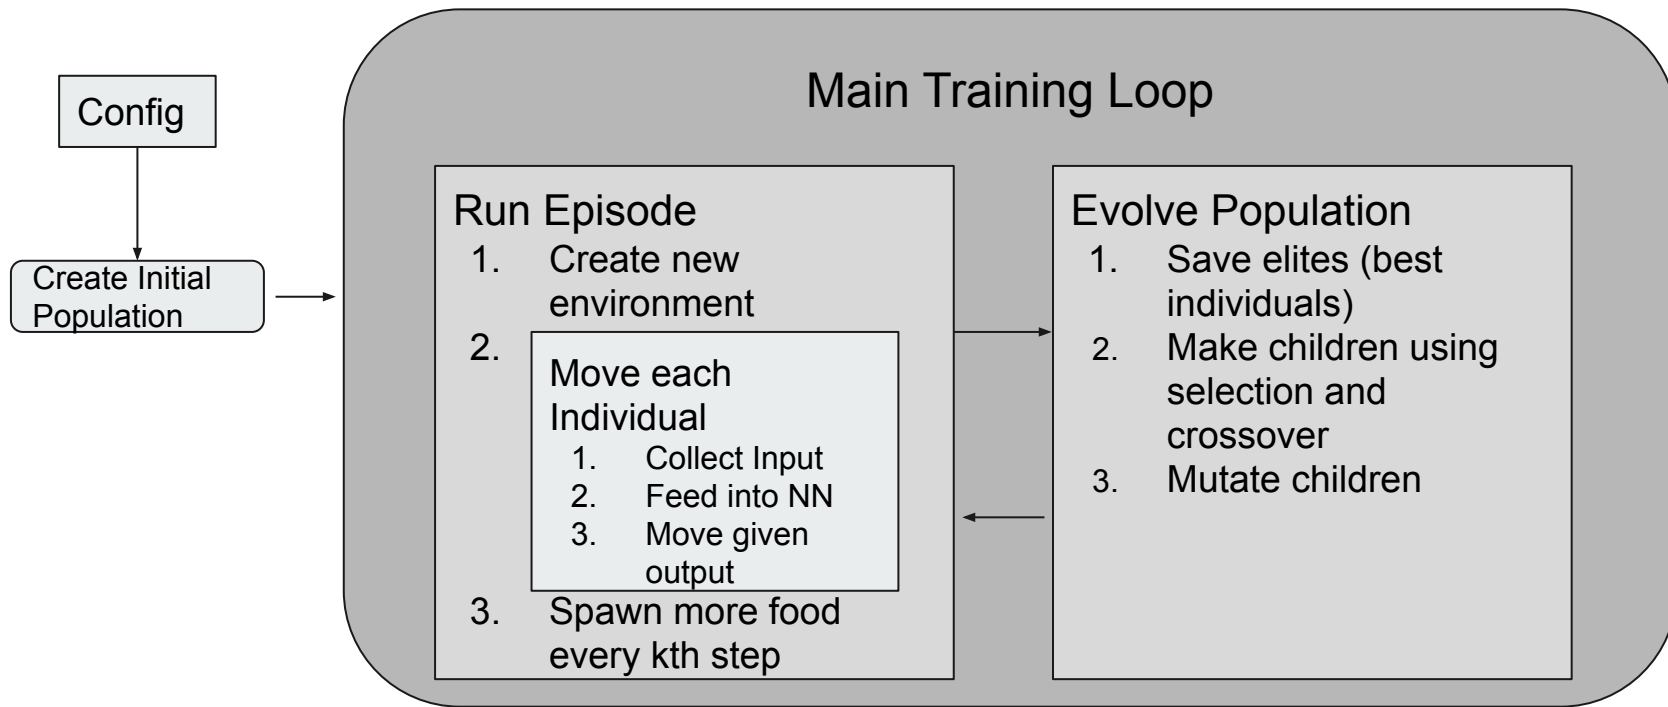 Main Training Loop
Config
Create Initial
Population
Run Episode
1. Create new
environment
2.
Move each
Individual
1. Collect Input
2. Feed into NN
3. Move given
output
3. Spawn more food
every kth step
Evolve Population
1. Save elites (best
individuals)
2. Make children using
selection and
crossover
3. Mutate children